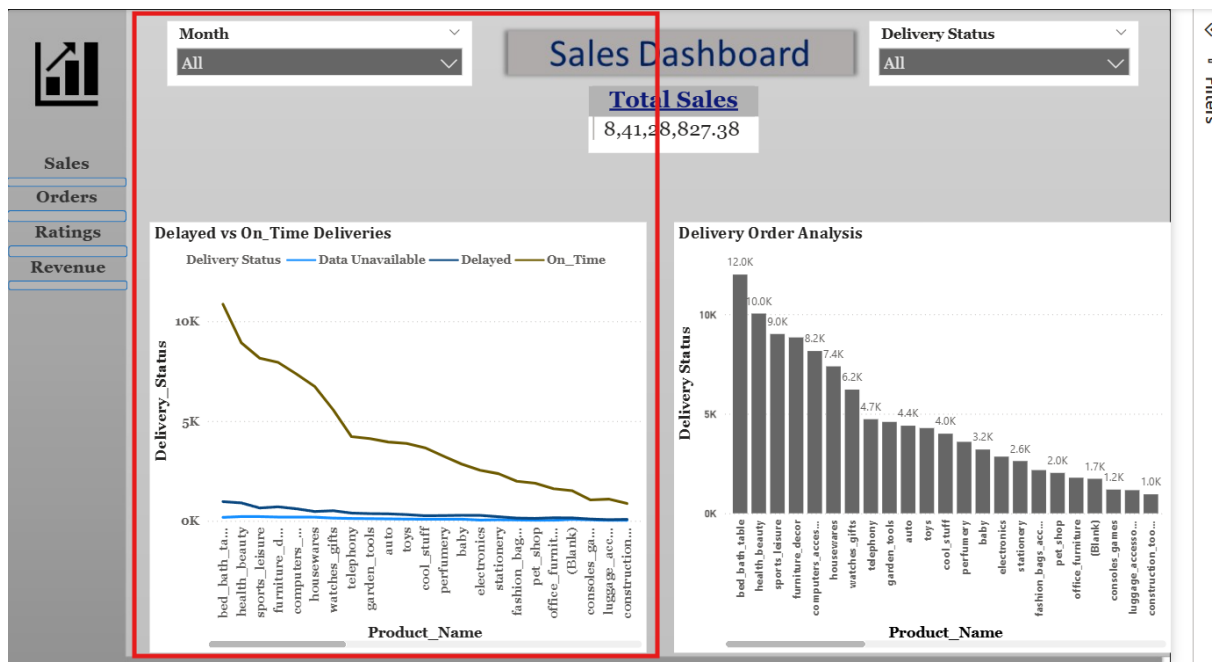 Month
All
Sales Dashboard
Delivery Status
All
Total Sales
8,41,28,827.38
Filters
Sales
Orders
Ratings
Revenue
Delayed vs On_Time Deliveries
Delivery Status Data Unavailable Delayed On_Time
10K
5K
0K
Delivery_Status
bed_bath_ta...
health_beauty
sports_leisure
furniture_d...
computers_...
housewares
watches_gifts
telephony
garden_tools
auto
toys
cool_stuff
perfumery
baby
electronics
stationery
fashion_bag...
pet_shop
office_furnit...
(Blank)
consoles_ga...
luggage_acc...
construction...
Product_Name
Delivery Order Analysis
12.0K
10.0K
9.0K
8.2K
7.4K
6.2K
4.7K
4.4K
4.0K
3.2K
2.6K
2.0K
1.7K
1.2K
1.0K
10K
5K
0K
Delivery Status
bed_bath_table
health_beauty
sports_leisure
furniture_decor
computers_acces...
housewares
watches_gifts
telephony
garden_tools
auto
toys
cool_stuff
perfumery
baby
electronics
stationery
fashion_bags_acc...
pet_shop
office_furniture
(Blank)
consoles_games
luggage_accesso...
construction_too...
Product_Name